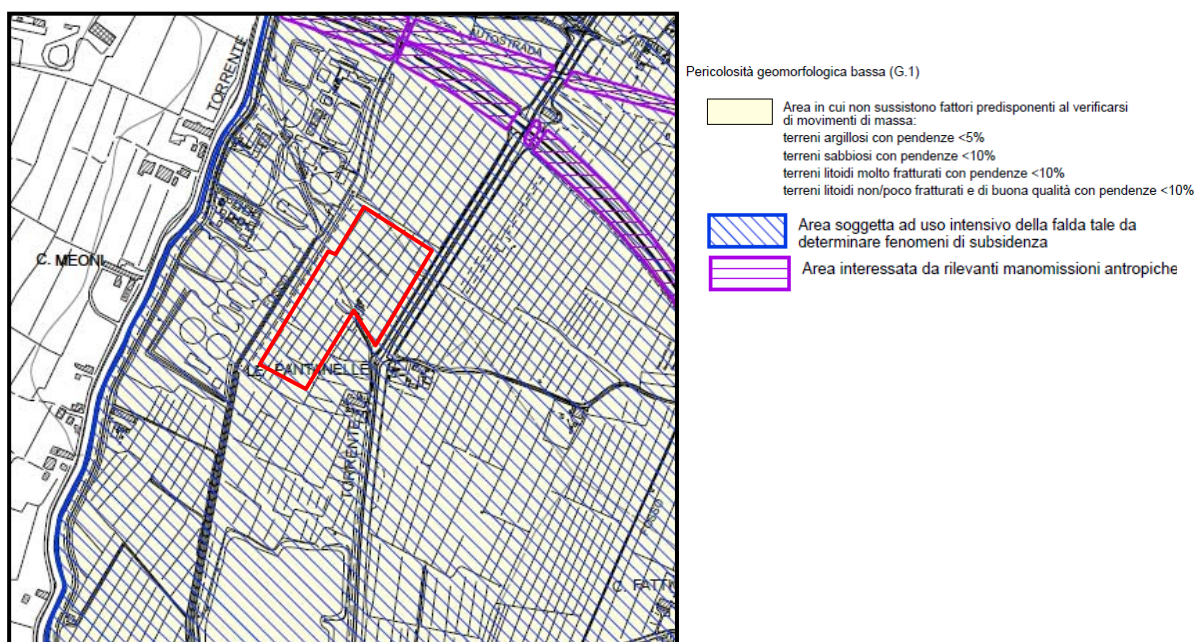 AUTOSTRADA
TORRENTE
C. MEONI
LE PANTANELLE
TORRENTE
C. FATTI
Pericolosità geomorfologica bassa (G.1)
Area in cui non sussistono fattori predisponenti al verificarsi
di movimenti di massa:
terreni argillosi con pendenze <5%
terreni sabbiosi con pendenze <10%
terreni litoidi molto fratturati con pendenze <10%
terreni litoidi non/poco fratturati e di buona qualità con pendenze <10%
Area soggetta ad uso intensivo della falda tale da
determinare fenomeni di subsidenza
Area interessata da rilevanti manomissioni antropiche